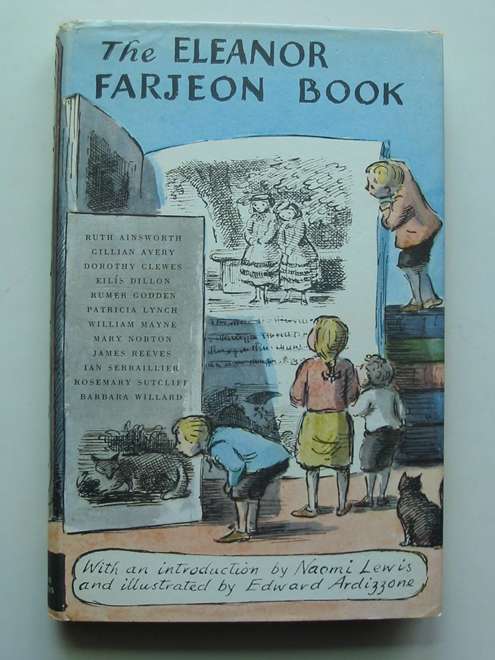 The ELEANOR
FARJEON BOOK
RUTH AINSWORTH
GILLIAN AVERY
DOROTHY CLEWES
EILÍS DILLON
RUMER GODDEN
PATRICIA LYNCH
WILLIAM MAYNE
MARY NORTON
JAMES REEVES
IAN SERRAILLIER
ROSEMARY SUTCLIFF
BARBARA WILLARD
With an introduction by Naomi Lewis
and illustrated by Edward Ardizzone